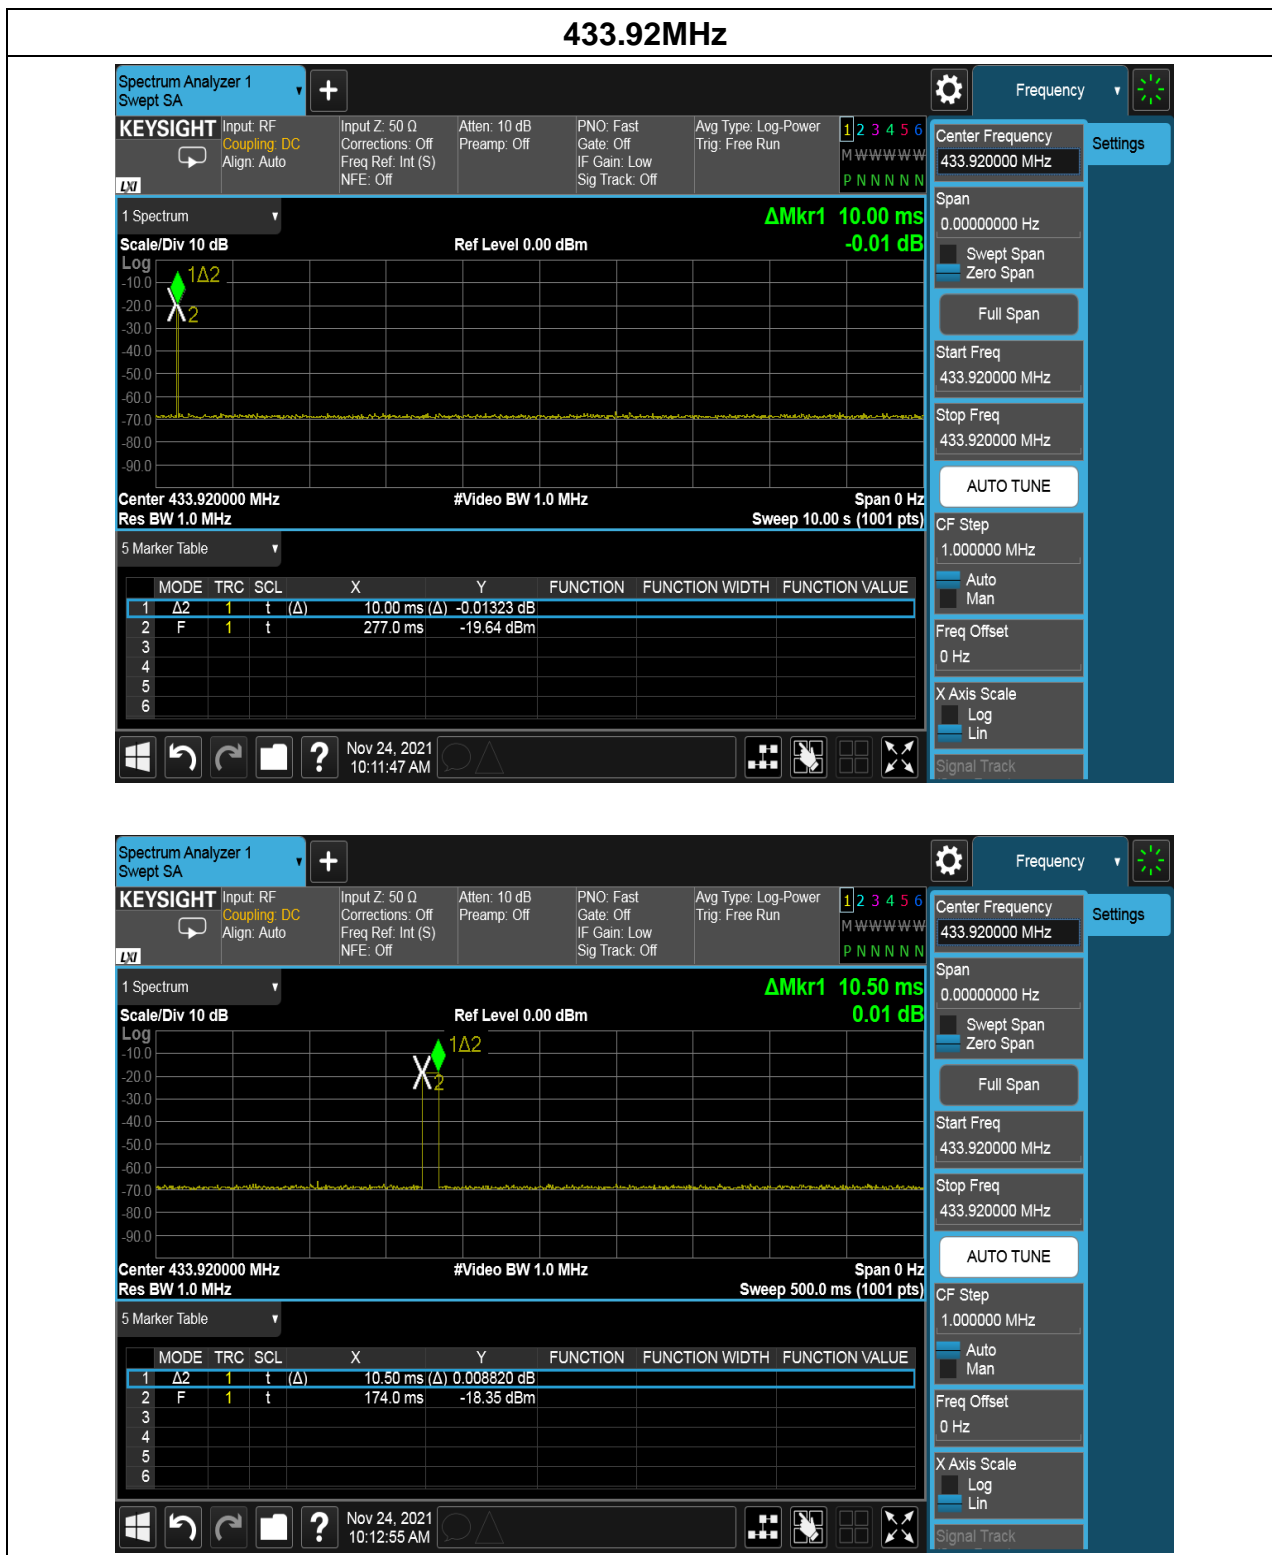 433.92MHz
Spectrum Analyzer 1
Swept SA
Frequency
KEYSIGHT
LXI
Input: RF
Coupling: DC
Align: Auto
Input Z: 50 Ω
Corrections: Off
Freq Ref: Int (S)
NFE: Off
Atten: 10 dB
Preamp: Off
PNO: Fast
Gate: Off
IF Gain: Low
Sig Track: Off
Avg Type: Log-Power
Trig: Free Run
1 2 3 4 5 6
M W W W W W
P N N N N N
Center Frequency
433.920000 MHz
Settings
Span
0.00000000 Hz
Swept Span
Zero Span
Full Span
Start Freq
433.920000 MHz
Stop Freq
433.920000 MHz
AUTO TUNE
CF Step
1.000000 MHz
Auto
Man
Freq Offset
0 Hz
X Axis Scale
Log
Lin
Signal Track
1 Spectrum
ΔMkr1 10.00 ms
-0.01 dB
Scale/Div 10 dB
Ref Level 0.00 dBm
Log
-10.0
-20.0
-30.0
-40.0
-50.0
-60.0
-70.0
-80.0
-90.0
1Δ2
2
Center 433.920000 MHz
#Video BW 1.0 MHz
Span 0 Hz
Res BW 1.0 MHz
Sweep 10.00 s (1001 pts)
5 Marker Table
MODE TRC SCL X Y FUNCTION FUNCTION WIDTH FUNCTION VALUE
1 Δ2 1 t (Δ) 10.00 ms (Δ) -0.01323 dB
2 F 1 t 277.0 ms -19.64 dBm
3
4
5
6
?
Nov 24, 2021
10:11:47 AM
Spectrum Analyzer 1
Swept SA
Frequency
KEYSIGHT
LXI
Input: RF
Coupling: DC
Align: Auto
Input Z: 50 Ω
Corrections: Off
Freq Ref: Int (S)
NFE: Off
Atten: 10 dB
Preamp: Off
PNO: Fast
Gate: Off
IF Gain: Low
Sig Track: Off
Avg Type: Log-Power
Trig: Free Run
1 2 3 4 5 6
M W W W W W
P N N N N N
Center Frequency
433.920000 MHz
Settings
Span
0.00000000 Hz
Swept Span
Zero Span
Full Span
Start Freq
433.920000 MHz
Stop Freq
433.920000 MHz
AUTO TUNE
CF Step
1.000000 MHz
Auto
Man
Freq Offset
0 Hz
X Axis Scale
Log
Lin
Signal Track
1 Spectrum
ΔMkr1 10.50 ms
0.01 dB
Scale/Div 10 dB
Ref Level 0.00 dBm
Log
-10.0
-20.0
-30.0
-40.0
-50.0
-60.0
-70.0
-80.0
-90.0
1Δ2
2
Center 433.920000 MHz
#Video BW 1.0 MHz
Span 0 Hz
Res BW 1.0 MHz
Sweep 500.0 ms (1001 pts)
5 Marker Table
MODE TRC SCL X Y FUNCTION FUNCTION WIDTH FUNCTION VALUE
1 Δ2 1 t (Δ) 10.50 ms (Δ) 0.008820 dB
2 F 1 t 174.0 ms -18.35 dBm
3
4
5
6
?
Nov 24, 2021
10:12:55 AM